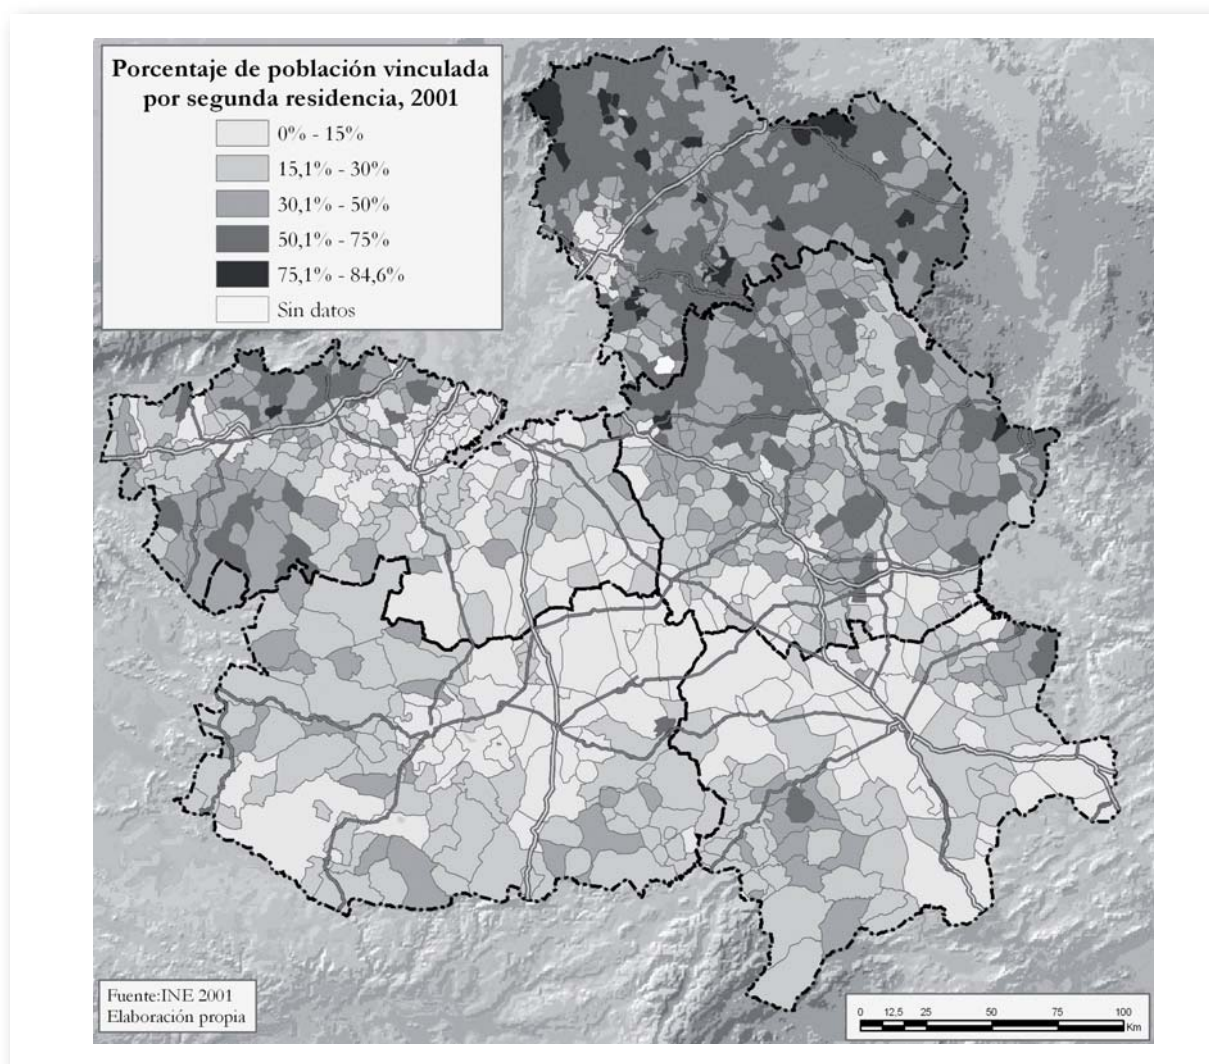 Porcentaje de población vinculada
por segunda residencia, 2001
0% - 15%
15,1% - 30%
30,1% - 50%
50,1% - 75%
75,1% - 84,6%
Sin datos
Fuente:INE 2001
Elaboración propia
0 12,5 25 50 75 100
Km